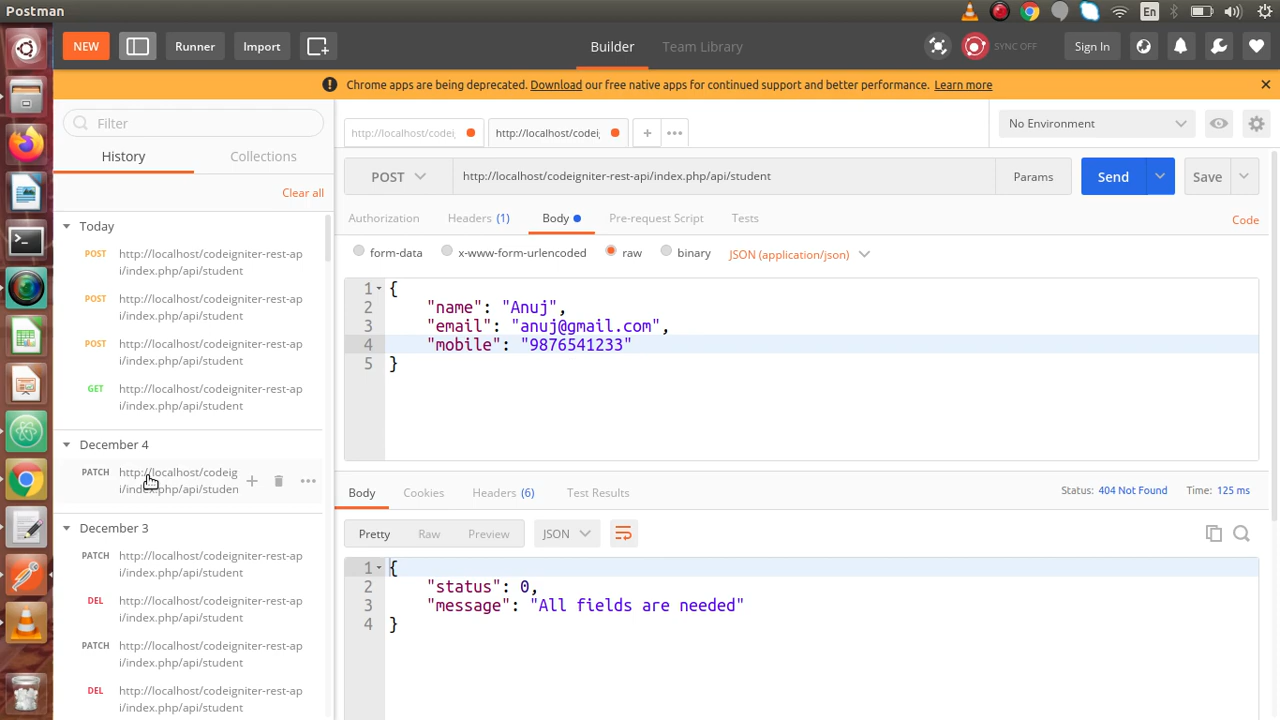 Postman
En
NEW
Runner
Import
Builder
Team Library
SYNC OFF
Sign In
Chrome apps are being deprecated. Download our free native apps for continued support and better performance. Learn more
Filter
History
Collections
Clear all
Today
POST
http://localhost/codeigniter-rest-ap
i/index.php/api/student
POST
http://localhost/codeigniter-rest-ap
i/index.php/api/student
POST
http://localhost/codeigniter-rest-ap
i/index.php/api/student
GET
http://localhost/codeigniter-rest-ap
i/index.php/api/student
December 4
PATCH
http://localhost/codeig
i/index.php/api/studen
December 3
PATCH
http://localhost/codeigniter-rest-ap
i/index.php/api/student
DEL
http://localhost/codeigniter-rest-ap
i/index.php/api/student
PATCH
http://localhost/codeigniter-rest-ap
i/index.php/api/student
DEL
http://localhost/codeigniter-rest-ap
i/index.php/api/student
http://localhost/codei
http://localhost/codei
No Environment
POST
http://localhost/codeigniter-rest-api/index.php/api/student
Params
Send
Save
Authorization
Headers (1)
Body
Pre-request Script
Tests
Code
form-data
x-www-form-urlencoded
raw
binary
JSON (application/json)
1 {
2 "name": "Anuj",
3 "email": "anuj@gmail.com",
4 "mobile": "9876541233"
5 }
Body
Cookies
Headers (6)
Test Results
Status: 404 Not Found
Time: 125 ms
Pretty
Raw
Preview
JSON
1 {
2 "status": 0,
3 "message": "All fields are needed"
4 }